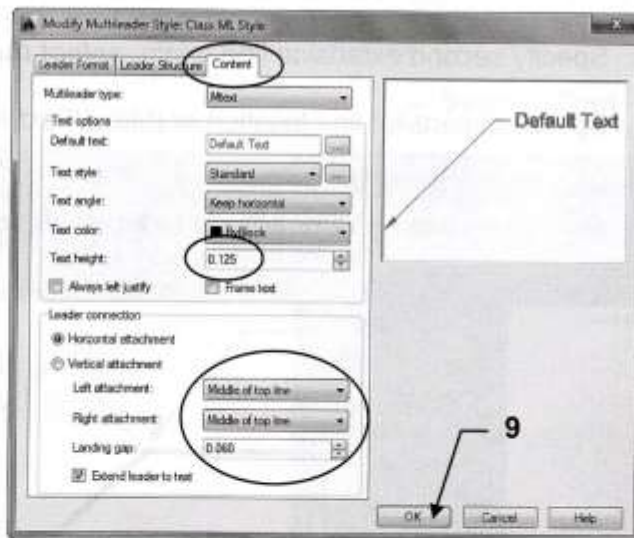 Modify Multileader Style: Class ML Style
Leader Format Leader Structure Content
Multileader type: Mtext
Text options
Default text: Default Text ...
Text style: Standard ...
Text angle: Keep horizontal
Text color: ByBlock
Text height: 0.125
Always left justify Frame text
Leader connection
Horizontal attachment
Vertical attachment
Left attachment: Middle of top line
Right attachment: Middle of top line
Landing gap: 0.060
Extend leader to text
Default Text
9
OK Cancel Help